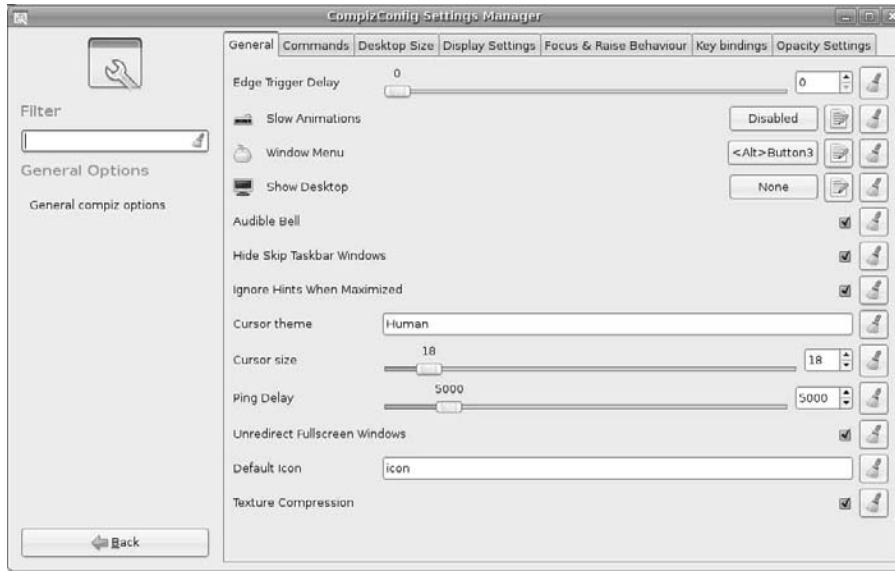 CompizConfig Settings Manager
Filter
General Options
General compiz options
Back
General Commands Desktop Size Display Settings Focus & Raise Behaviour Key bindings Opacity Settings
Edge Trigger Delay 0 0
Slow Animations Disabled
Window Menu <Alt>Button3
Show Desktop None
Audible Bell
Hide Skip Taskbar Windows
Ignore Hints When Maximized
Cursor theme Human
Cursor size 18 18
Ping Delay 5000 5000
Unredirect Fullscreen Windows
Default Icon icon
Texture Compression